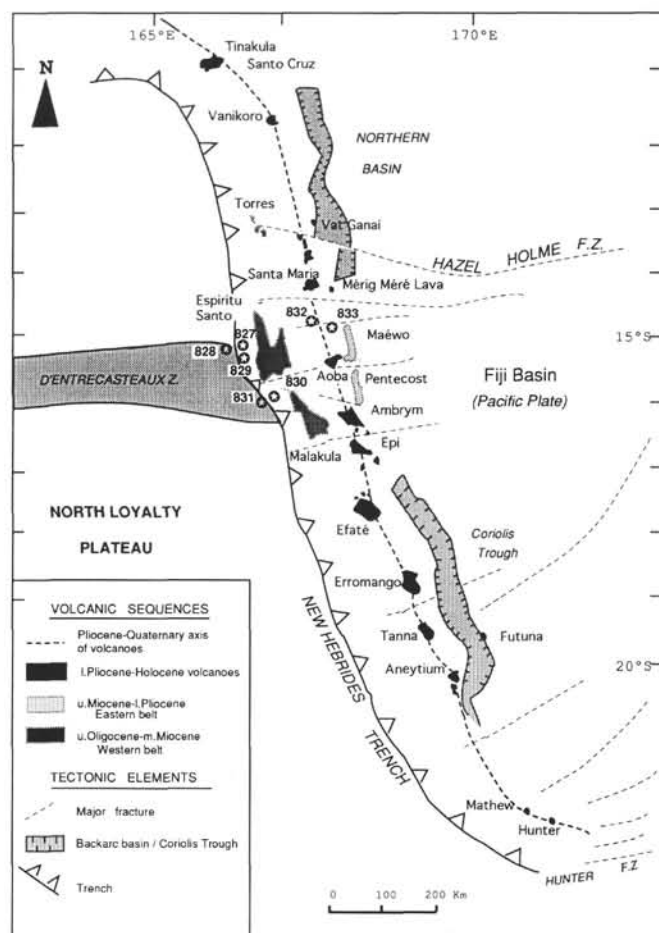 165°E
170°E
Tinakula
Santo Cruz
N
Vanikoro
NORTHERN
BASIN
Torres
Vat Ganai
HAZEL HOLME F.Z.
Santa Maria
Mérig Méré Lava
Espiritu
Santo
832
833
827
Maéwo
15°S
828
829
D'ENTRECASTEAUX Z.
Aoba
Pentecost
Fiji Basin
830
(Pacific Plate)
831
Ambrym
Epi
Malakula
NORTH LOYALTY
PLATEAU
Efaté
Coriolis
Trough
VOLCANIC SEQUENCES
Pliocene-Quaternary axis
of volcanoes
l.Pliocene-Holocene volcanoes
u.Miocene-l.Pliocene
Eastern belt
u.Oligocene-m.Miocene
Western belt
TECTONIC ELEMENTS
Major fracture
Backarc basin / Coriolis Trough
Trench
Erromango
NEW HEBRIDES
TRENCH
Tanna
Futuna
Aneytium
20°S
Mathew
Hunter
HUNTER F.Z.
0 100 200 Km